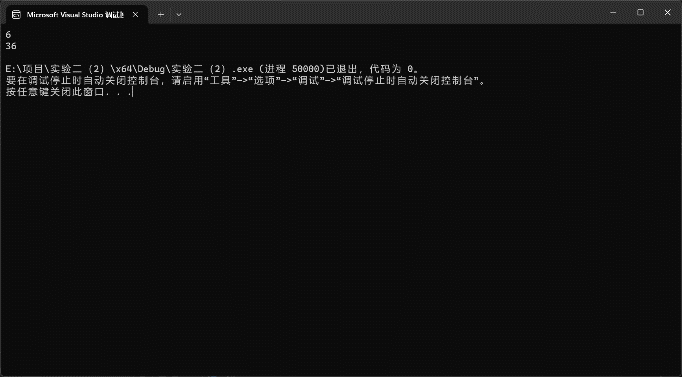 Microsoft Visual Studio 调试控
6
36
E:\项目\实验二 (2) \x64\Debug\实验二 (2) .exe (进程 50000)已退出，代码为 0。
要在调试停止时自动关闭控制台，请启用“工具”->“选项”->“调试”->“调试停止时自动关闭控制台”。
按任意键关闭此窗口. . .